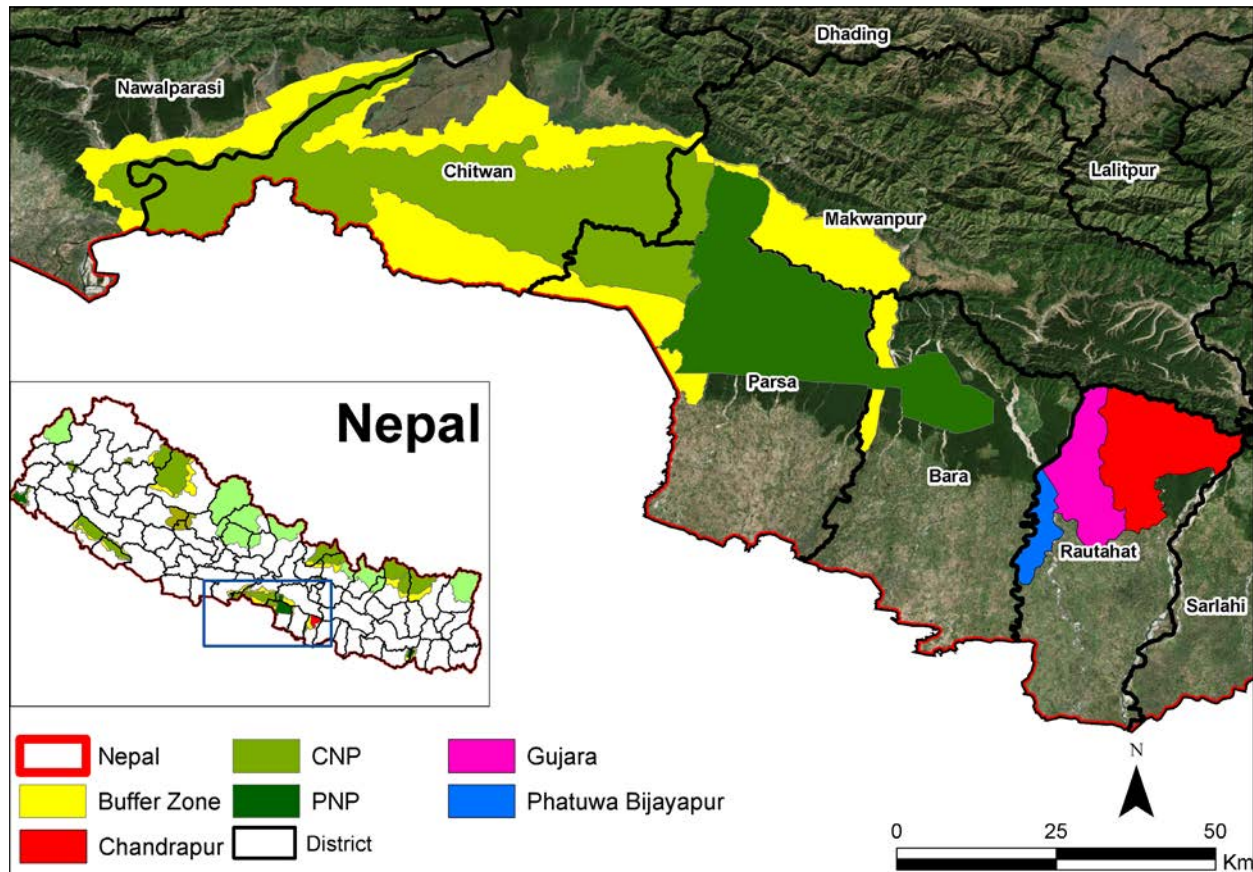 Dhading
Nawalparasi
Lalitpur
Chitwan
Makwanpur
Parsa
Nepal
Bara
Rautahat
Sarlahi
N
Nepal
CNP
Gujara
Buffer Zone
PNP
Phatuwa Bijayapur
Chandrapur
District
0 25 50
Km